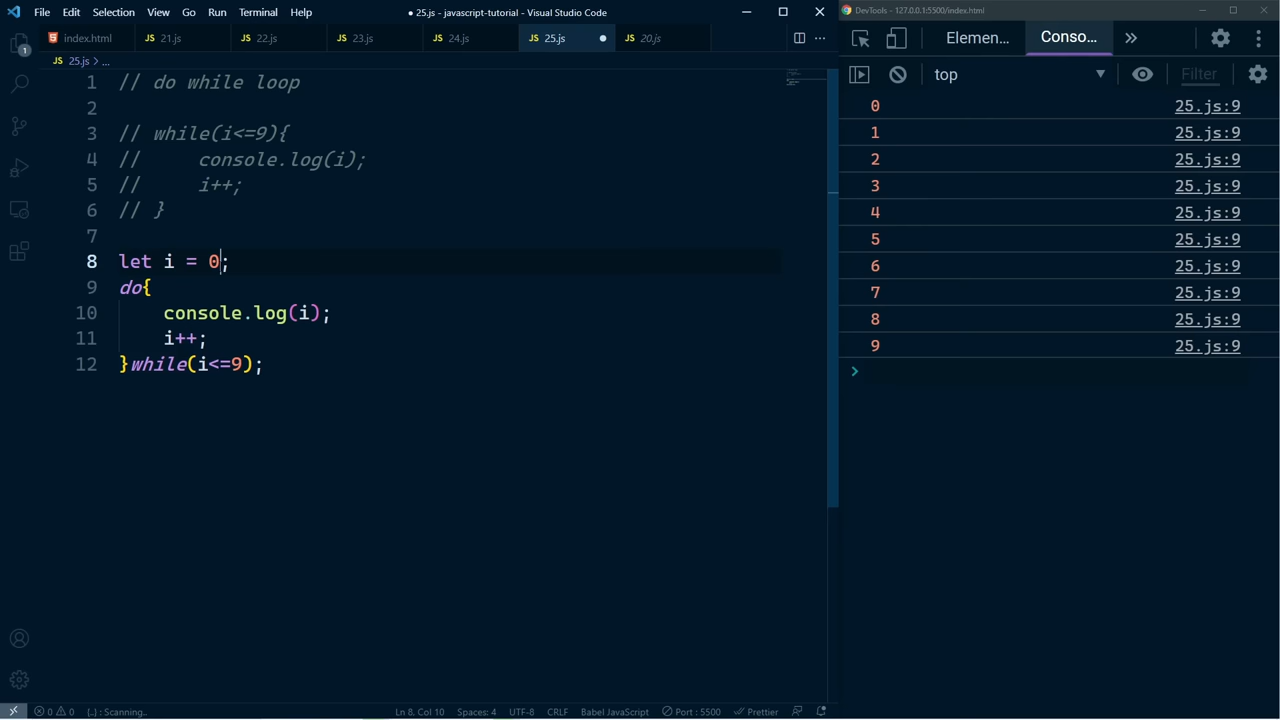 File Edit Selection View Go Run Terminal Help
● 25.js - javascript-tutorial - Visual Studio Code
DevTools - 127.0.0.1:5500/index.html
index.html JS 21.js JS 22.js JS 23.js JS 24.js JS 25.js ● JS 20.js
Elemen... Conso...
JS 25.js > ...
top Filter
1 // do while loop
2
3 // while(i<=9){
4 //     console.log(i);
5 //     i++;
6 // }
7
8 let i = 0;
9 do{
10     console.log(i);
11     i++;
12 }while(i<=9);
0 25.js:9
1 25.js:9
2 25.js:9
3 25.js:9
4 25.js:9
5 25.js:9
6 25.js:9
7 25.js:9
8 25.js:9
9 25.js:9
>
1
0 0 {..} : Scanning.. Ln 8, Col 10 Spaces: 4 UTF-8 CRLF Babel JavaScript Port : 5500 Prettier